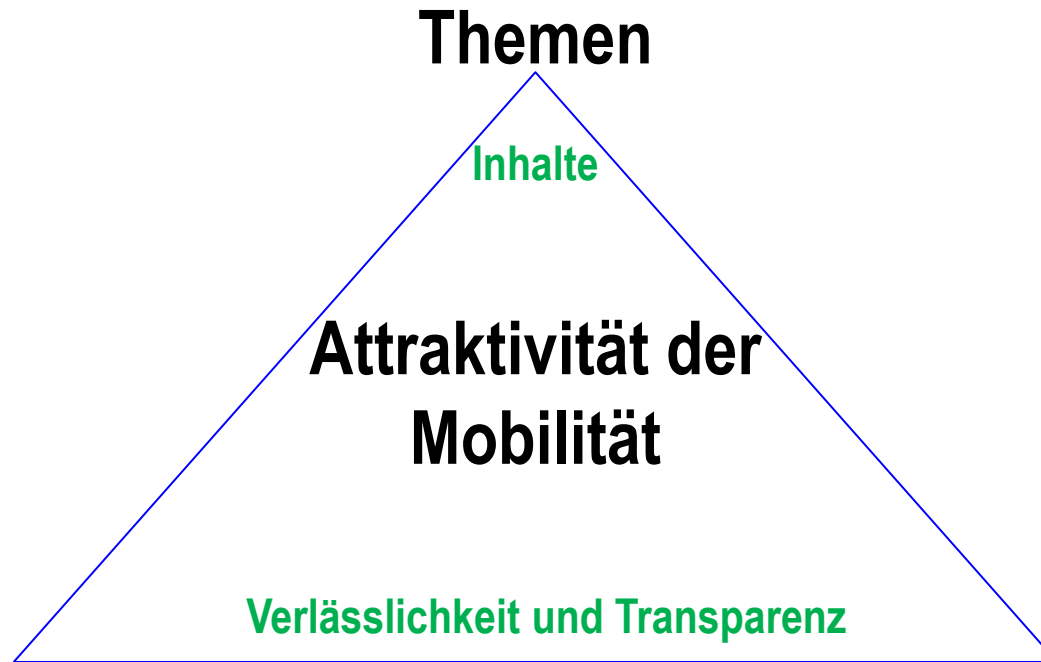 Themen
Inhalte
Attraktivität der
Mobilität
Verlässlichkeit und Transparenz